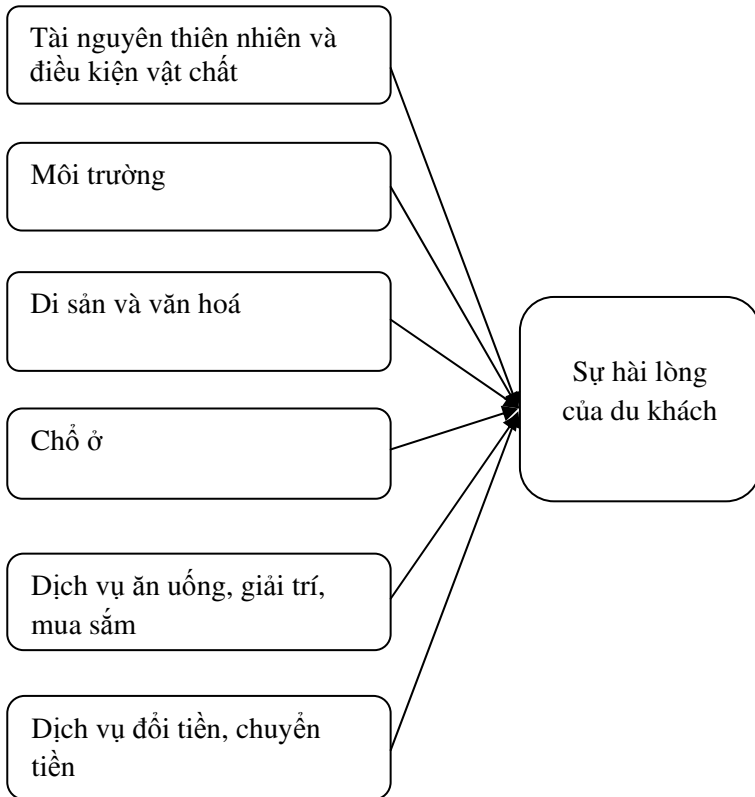 Tài nguyên thiên nhiên và
điều kiện vật chất
Môi trường
Di sản và văn hoá
Chổ ở
Dịch vụ ăn uống, giải trí,
mua sắm
Dịch vụ đổi tiền, chuyển
tiền
Sự hài lòng
của du khách